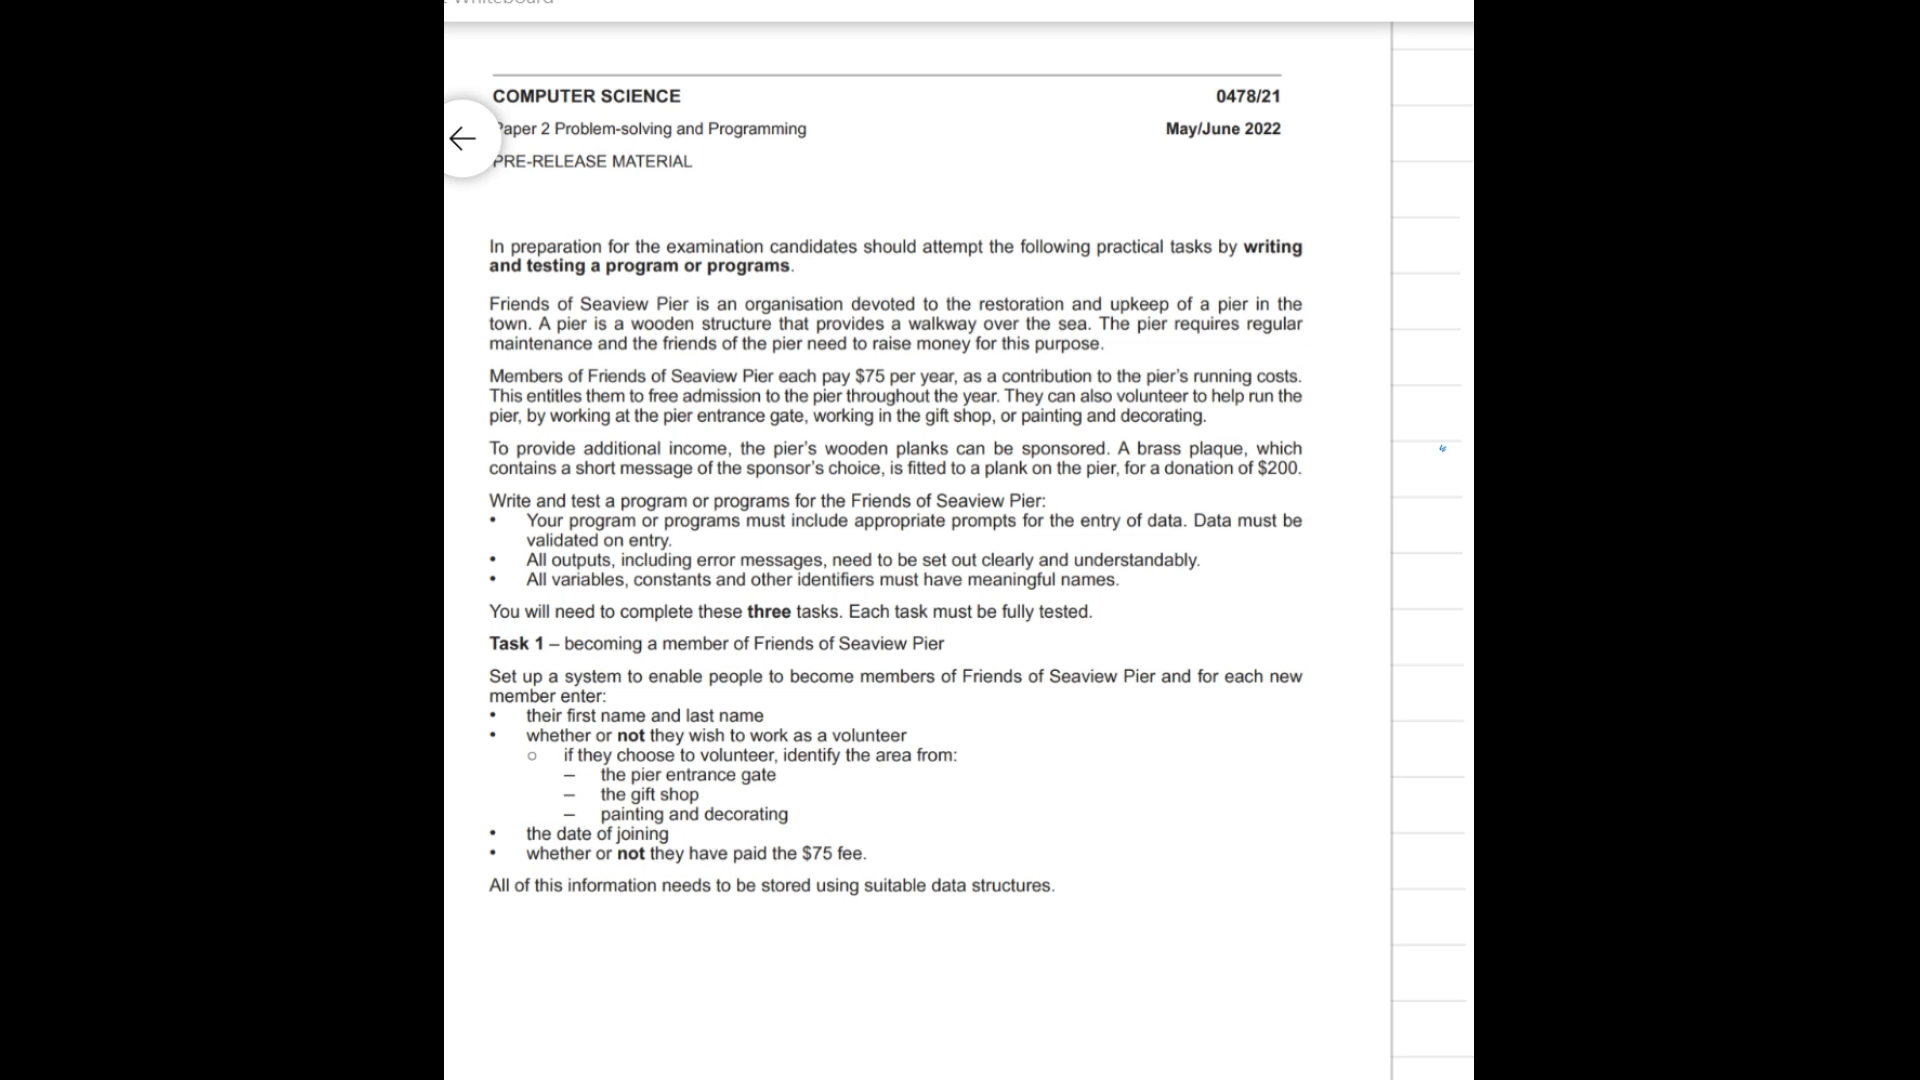 COMPUTER SCIENCE 0478/21
aper 2 Problem-solving and Programming May/June 2022
PRE-RELEASE MATERIAL
In preparation for the examination candidates should attempt the following practical tasks by writing
and testing a program or programs.
Friends of Seaview Pier is an organisation devoted to the restoration and upkeep of a pier in the
town. A pier is a wooden structure that provides a walkway over the sea. The pier requires regular
maintenance and the friends of the pier need to raise money for this purpose.
Members of Friends of Seaview Pier each pay $75 per year, as a contribution to the pier's running costs.
This entitles them to free admission to the pier throughout the year. They can also volunteer to help run the
pier, by working at the pier entrance gate, working in the gift shop, or painting and decorating.
To provide additional income, the pier's wooden planks can be sponsored. A brass plaque, which
contains a short message of the sponsor's choice, is fitted to a plank on the pier, for a donation of $200.
Write and test a program or programs for the Friends of Seaview Pier:
• Your program or programs must include appropriate prompts for the entry of data. Data must be
validated on entry.
• All outputs, including error messages, need to be set out clearly and understandably.
• All variables, constants and other identifiers must have meaningful names.
You will need to complete these three tasks. Each task must be fully tested.
Task 1 – becoming a member of Friends of Seaview Pier
Set up a system to enable people to become members of Friends of Seaview Pier and for each new
member enter:
• their first name and last name
• whether or not they wish to work as a volunteer
○ if they choose to volunteer, identify the area from:
– the pier entrance gate
– the gift shop
– painting and decorating
• the date of joining
• whether or not they have paid the $75 fee.
All of this information needs to be stored using suitable data structures.